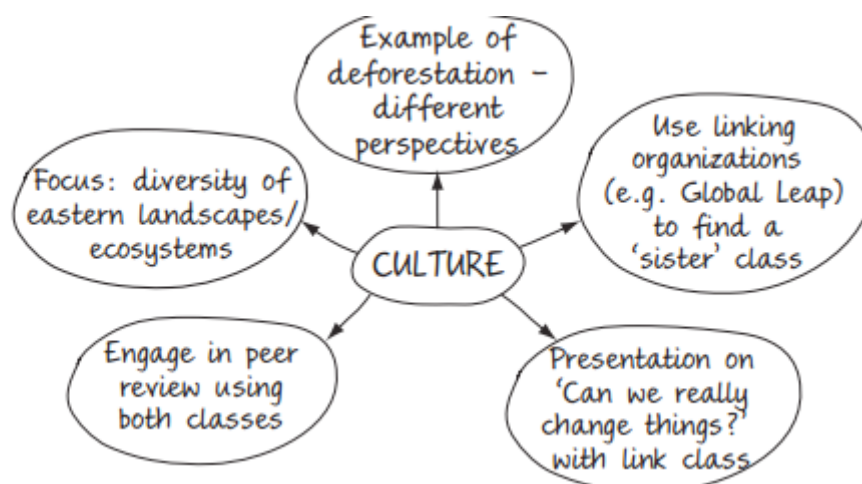 Example of
deforestation –
different
perspectives
Use linking
organizations
(e.g. Global Leap)
to find a
‘sister’ class
Focus: diversity of
eastern landscapes/
ecosystems
CULTURE
Engage in peer
review using
both classes
Presentation on
‘Can we really
change things?’
with link class